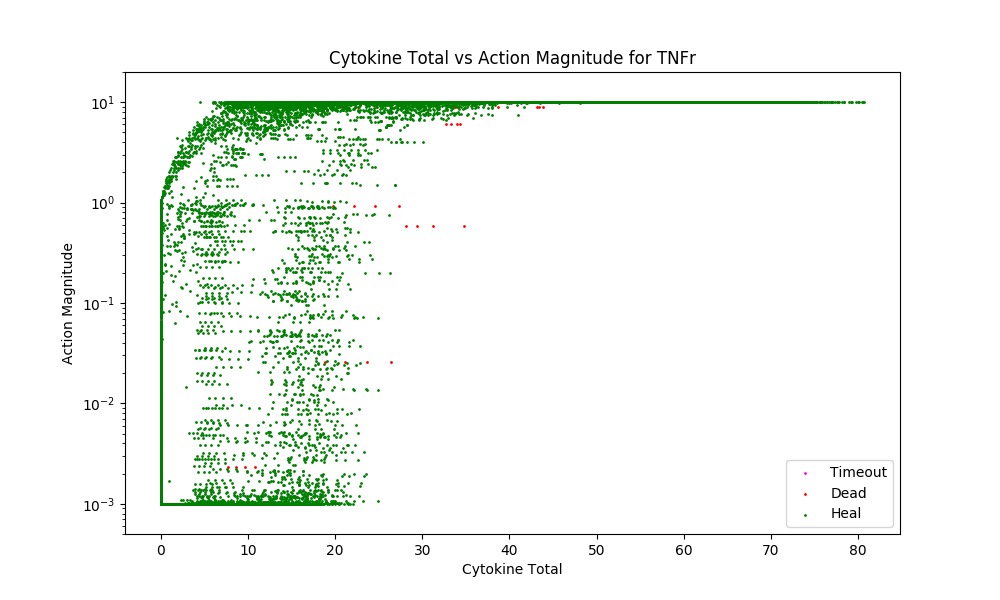 Cytokine Total vs Action Magnitude for TNFr
Action Magnitude
10^1
10^0
10^-1
10^-2
10^-3
0 10 20 30 40 50 60 70 80
Cytokine Total
Timeout
Dead
Heal